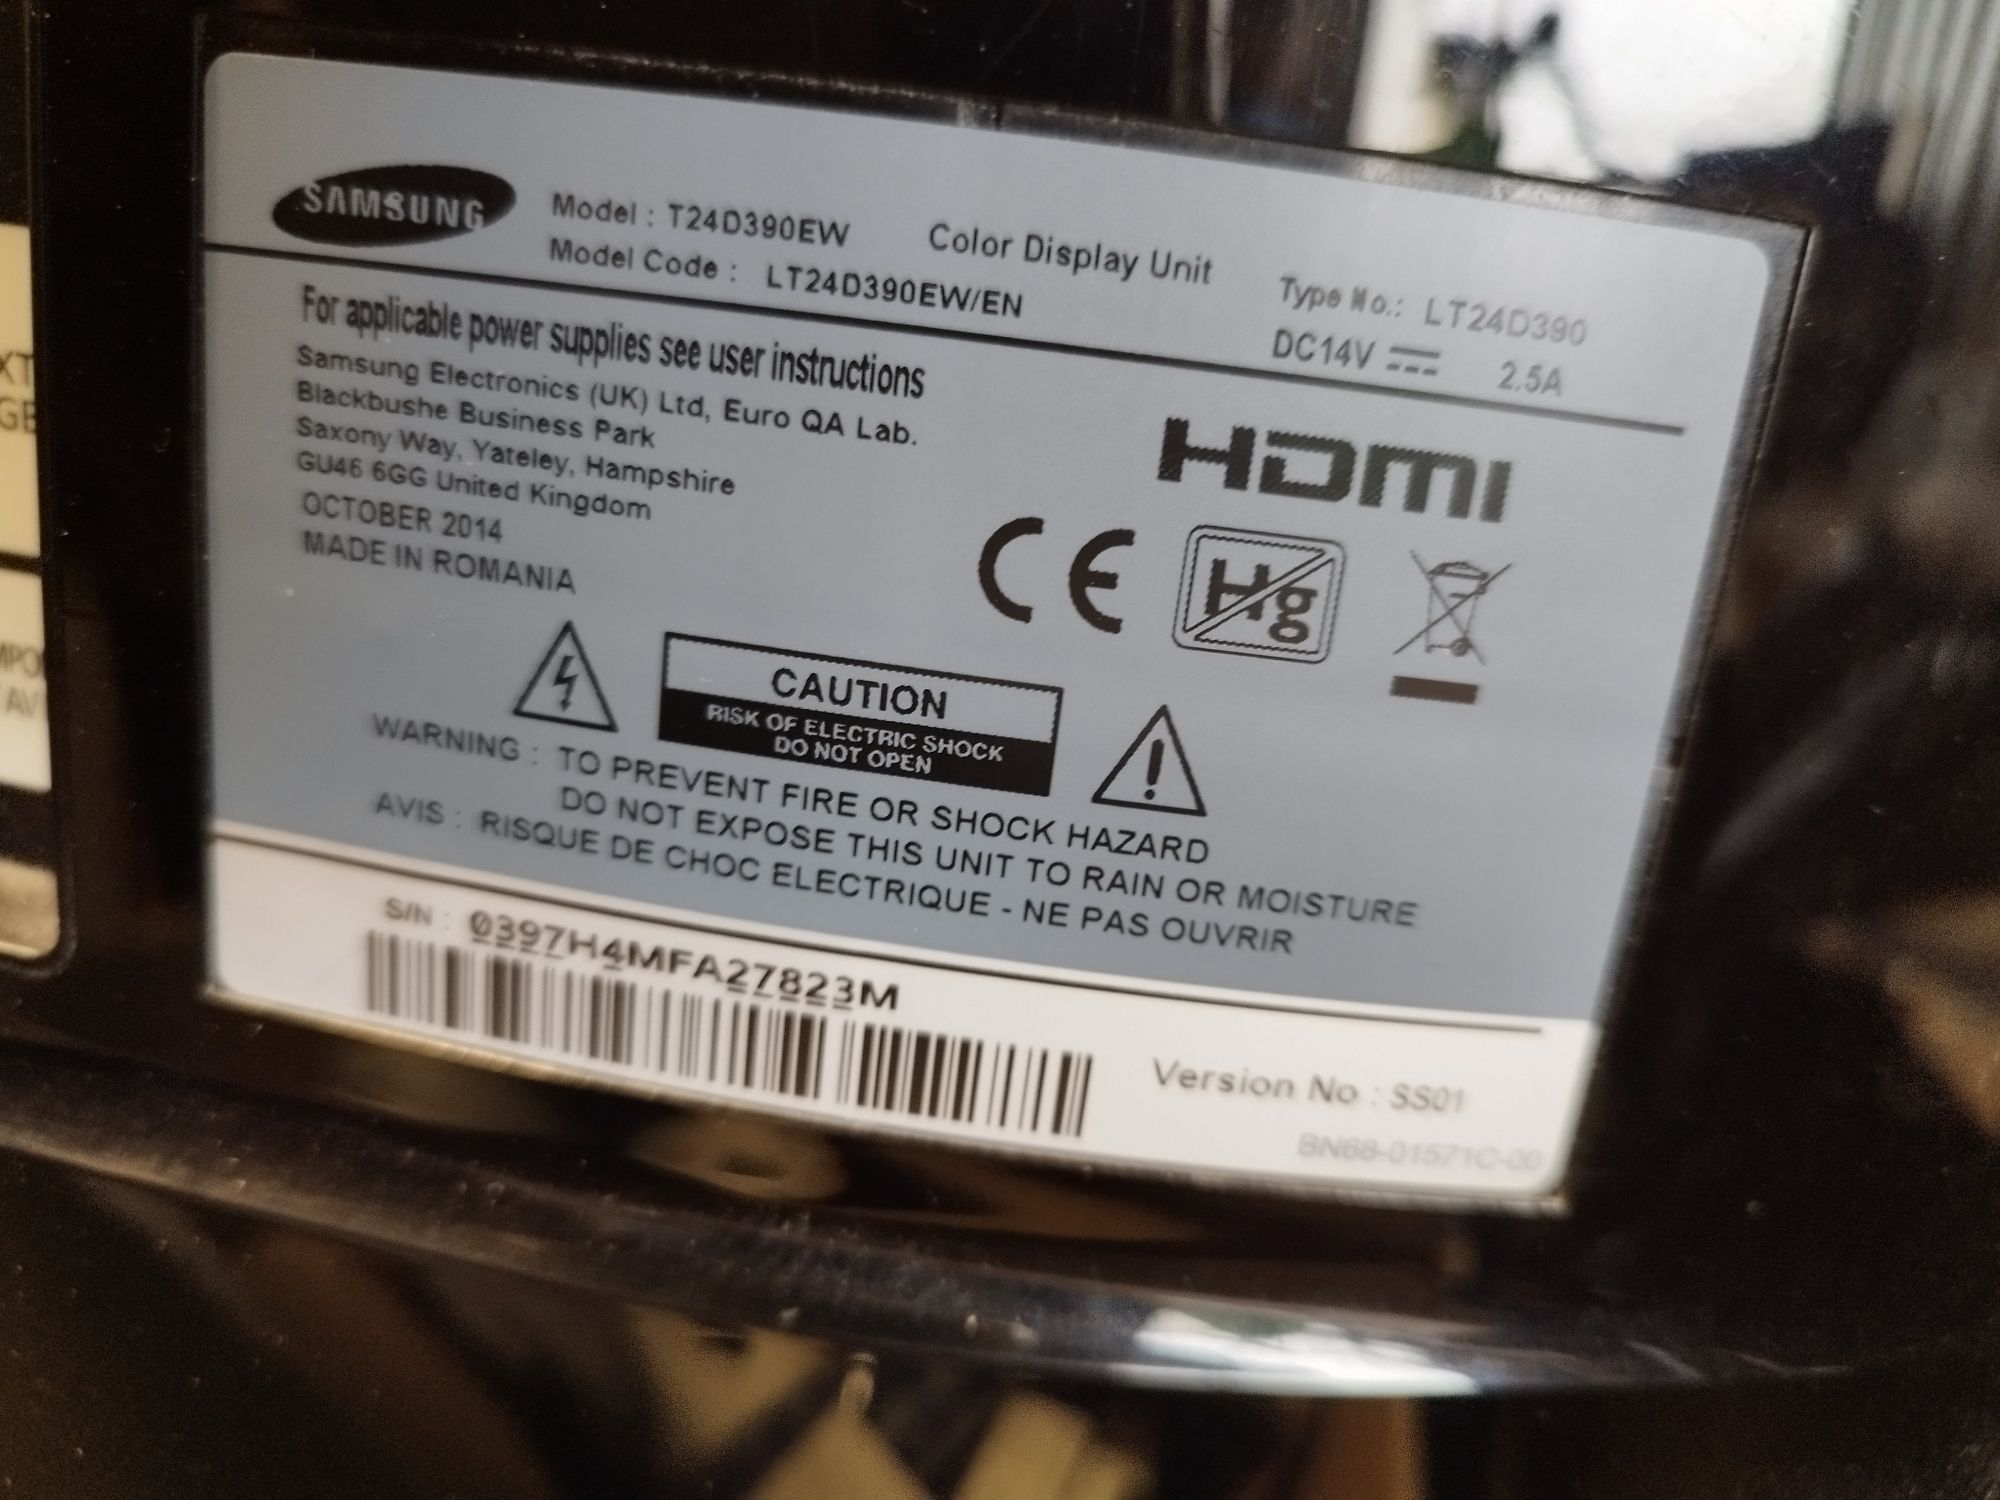 SAMSUNG
Model : T24D390EW
Color Display Unit
Model Code : LT24D390EW/EN
Type No.: LT24D390
DC14V
2.5A
For applicable power supplies see user instructions
Samsung Electronics (UK) Ltd, Euro QA Lab.
Blackbushe Business Park
Saxony Way, Yateley, Hampshire
GU46 6GG United Kingdom
OCTOBER 2014
MADE IN ROMANIA
HDMI
CE
Hg
CAUTION
RISK OF ELECTRIC SHOCK
DO NOT OPEN
WARNING : TO PREVENT FIRE OR SHOCK HAZARD
DO NOT EXPOSE THIS UNIT TO RAIN OR MOISTURE
AVIS : RISQUE DE CHOC ELECTRIQUE - NE PAS OUVRIR
S/N : 0397H4MFA27823M
Version No : SS01
BN68-01571C-00